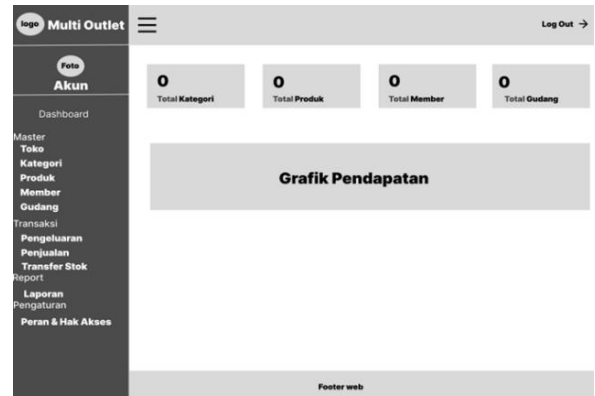 logo Multi Outlet
Log Out →
Foto
Akun
Dashboard
Master
Toko
Kategori
Produk
Member
Gudang
Transaksi
Pengeluaran
Penjualan
Transfer Stok
Report
Laporan
Pengaturan
Peran & Hak Akses
0
Total Kategori
0
Total Produk
0
Total Member
0
Total Gudang
Grafik Pendapatan
Footer web